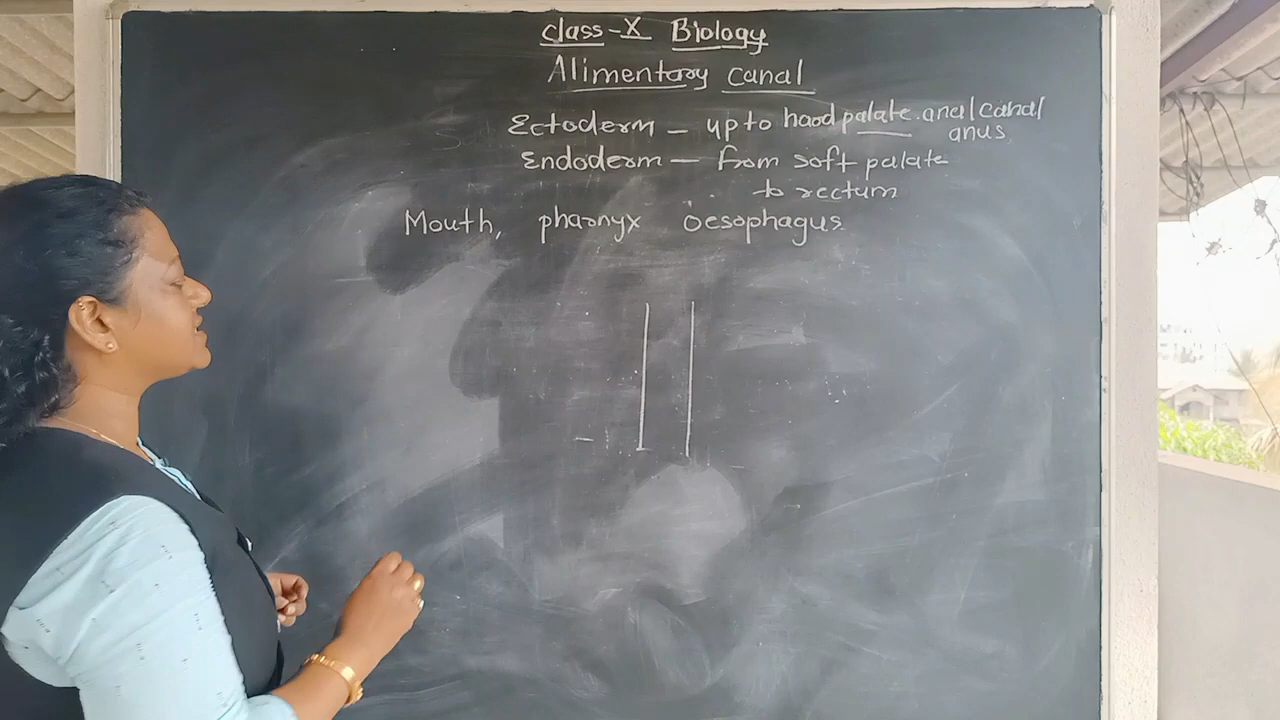 class-X Biology
Alimentary canal
Ectoderm - up to hard palate. anal canal
anus,
Endoderm - from soft palate
to rectum
Mouth, pharnyx Oesophagus.